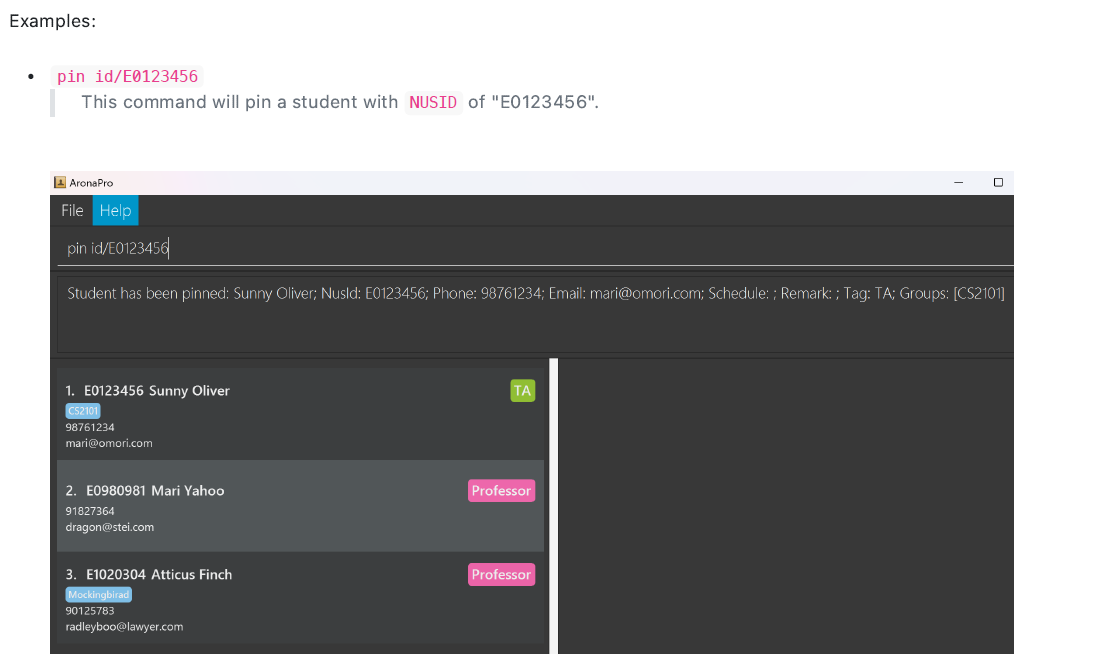 Examples:
pin id/E0123456
This command will pin a student with NUSID of "E0123456".
AronaPro
File Help
pin id/E0123456
Student has been pinned: Sunny Oliver; NusId: E0123456; Phone: 98761234; Email: mari@omori.com; Schedule: ; Remark: ; Tag: TA; Groups: [CS2101]
1. E0123456 Sunny Oliver TA
CS2101
98761234
mari@omori.com
2. E0980981 Mari Yahoo Professor
91827364
dragon@stei.com
3. E1020304 Atticus Finch Professor
Mockingbirad
90125783
radleyboo@lawyer.com